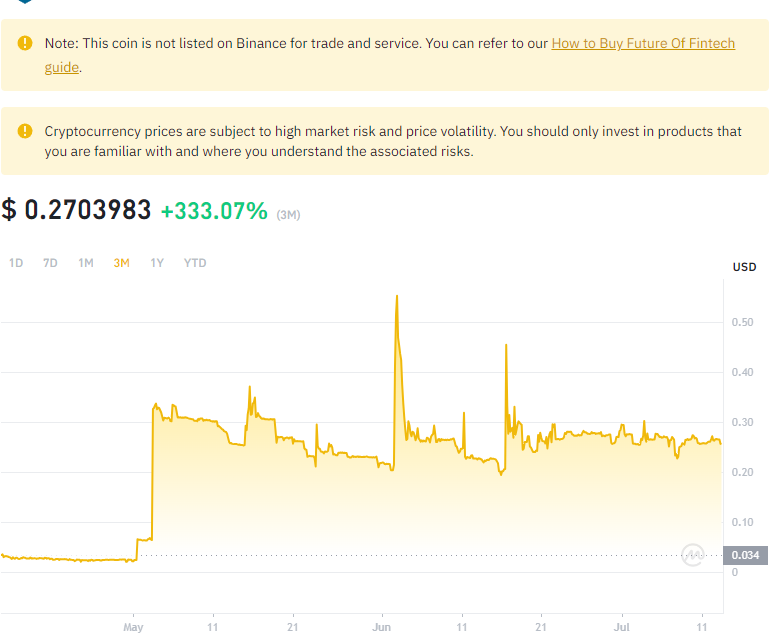 Note: This coin is not listed on Binance for trade and service. You can refer to our How to Buy Future Of Fintech
guide.
Cryptocurrency prices are subject to high market risk and price volatility. You should only invest in products that
you are familiar with and where you understand the associated risks.
$ 0.2703983 +333.07% (3M)
1D 7D 1M 3M 1Y YTD
USD
0.50
0.40
0.30
0.20
0.10
0.034
0
May 11 21 Jun 11 21 Jul 11